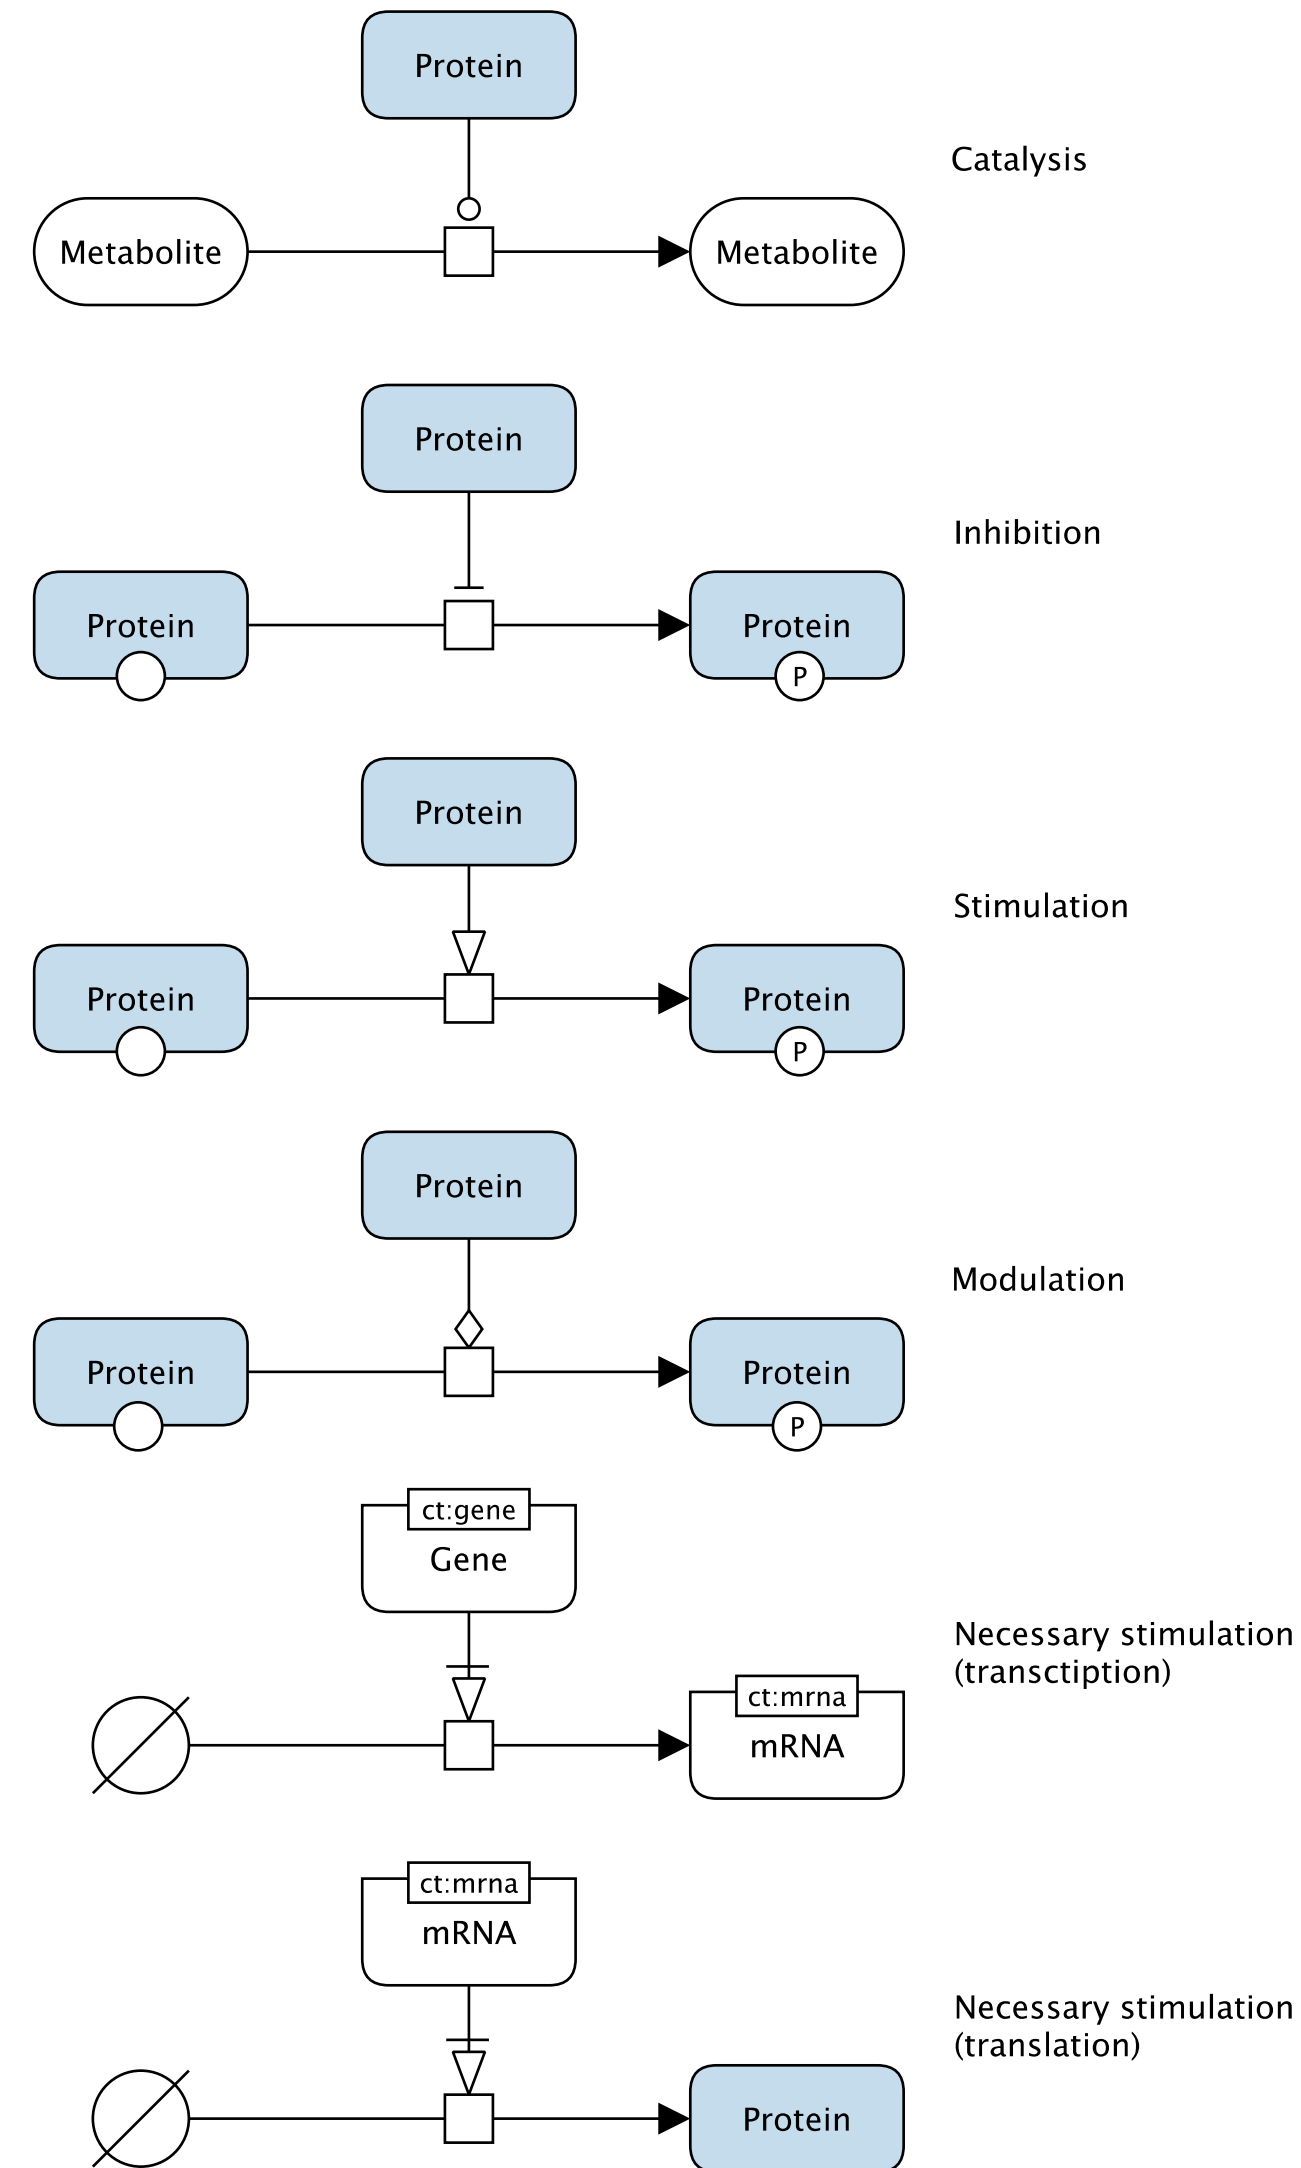 Protein
Catalysis
Metabolite
Metabolite
Protein
Inhibition
Protein
Protein
P
P
Protein
Stimulation
Protein
Protein
P
Protein
Modulation
Protein
Protein
P
ct:gene
Gene
Necessary stimulation
(transctiption)
ct:mrna
mRNA
ct:mrna
mRNA
Necessary stimulation
(translation)
Protein